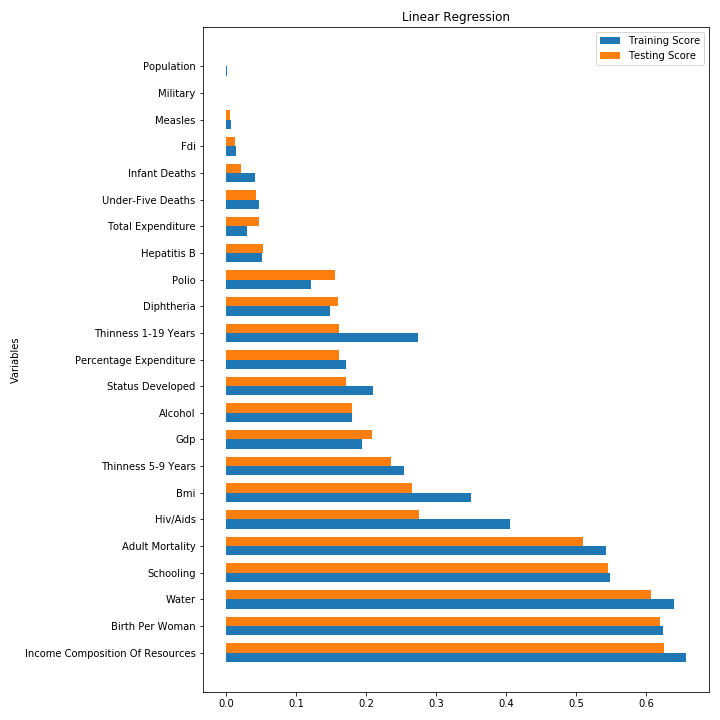 Linear Regression
Training Score
Testing Score
Variables
Population
Military
Measles
Fdi
Infant Deaths
Under-Five Deaths
Total Expenditure
Hepatitis B
Polio
Diphtheria
Thinness 1-19 Years
Percentage Expenditure
Status Developed
Alcohol
Gdp
Thinness 5-9 Years
Bmi
Hiv/Aids
Adult Mortality
Schooling
Water
Birth Per Woman
Income Composition Of Resources
0.0 0.1 0.2 0.3 0.4 0.5 0.6